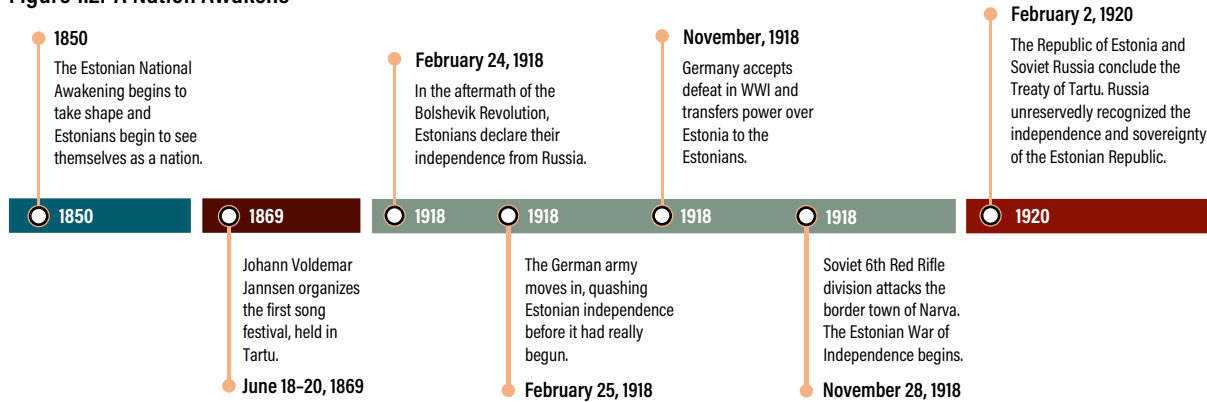 Figure 1.2. A Nation Awakens
1850
The Estonian National
Awakening begins to
take shape and
Estonians begin to see
themselves as a nation.
February 24, 1918
In the aftermath of the
Bolshevik Revolution,
Estonians declare their
independence from Russia.
November, 1918
Germany accepts
defeat in WWI and
transfers power over
Estonia to the
Estonians.
February 2, 1920
The Republic of Estonia and
Soviet Russia conclude the
Treaty of Tartu. Russia
unreservedly recognized the
independence and sovereignty
of the Estonian Republic.
1850
1869
1918
1918
1918
1918
1920
Johann Voldemar
Jannsen organizes
the first song
festival, held in
Tartu.
June 18–20, 1869
The German army
moves in, quashing
Estonian independence
before it had really
begun.
February 25, 1918
Soviet 6th Red Rifle
division attacks the
border town of Narva.
The Estonian War of
Independence begins.
November 28, 1918